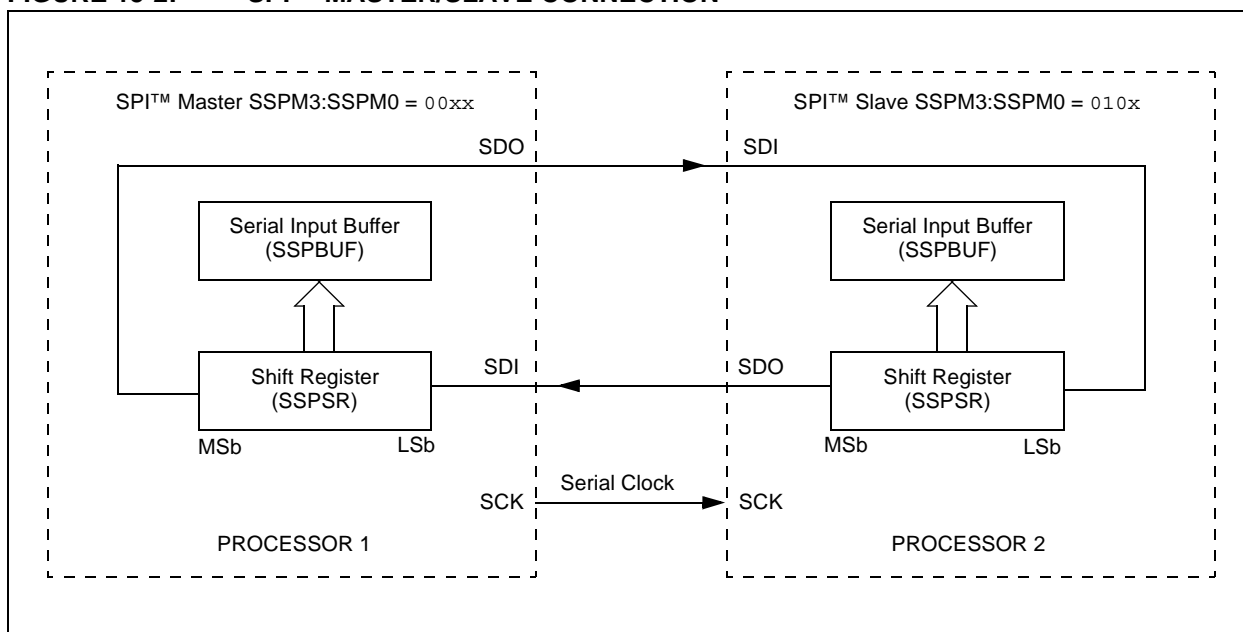 SPI™ Master SSPM3:SSPM0 = 00xx
SPI™ Slave SSPM3:SSPM0 = 010x
SDO
SDI
Serial Input Buffer
(SSPBUF)
Serial Input Buffer
(SSPBUF)
Shift Register
(SSPSR)
SDI
SDO
Shift Register
(SSPSR)
MSb
LSb
MSb
LSb
Serial Clock
SCK
SCK
PROCESSOR 1
PROCESSOR 2